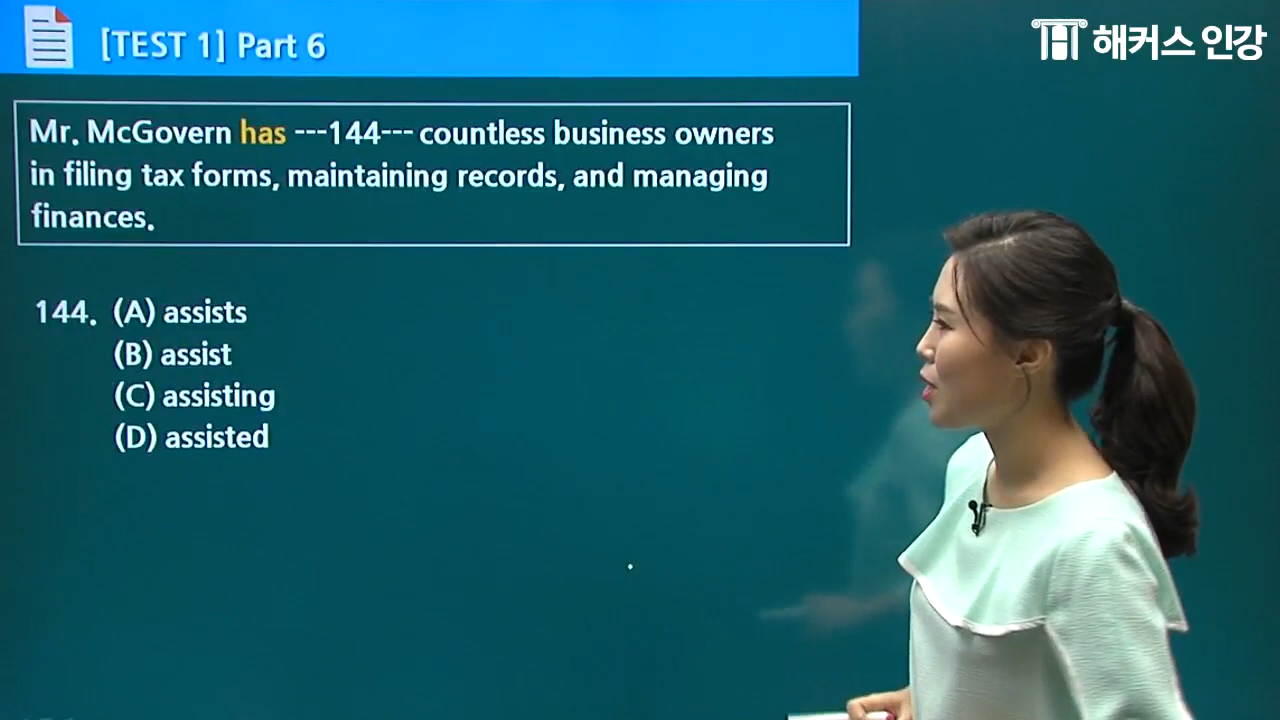 [TEST 1] Part 6
해커스 인강
Mr. McGovern has ---144--- countless business owners
in filing tax forms, maintaining records, and managing
finances.
144. (A) assists
(B) assist
(C) assisting
(D) assisted